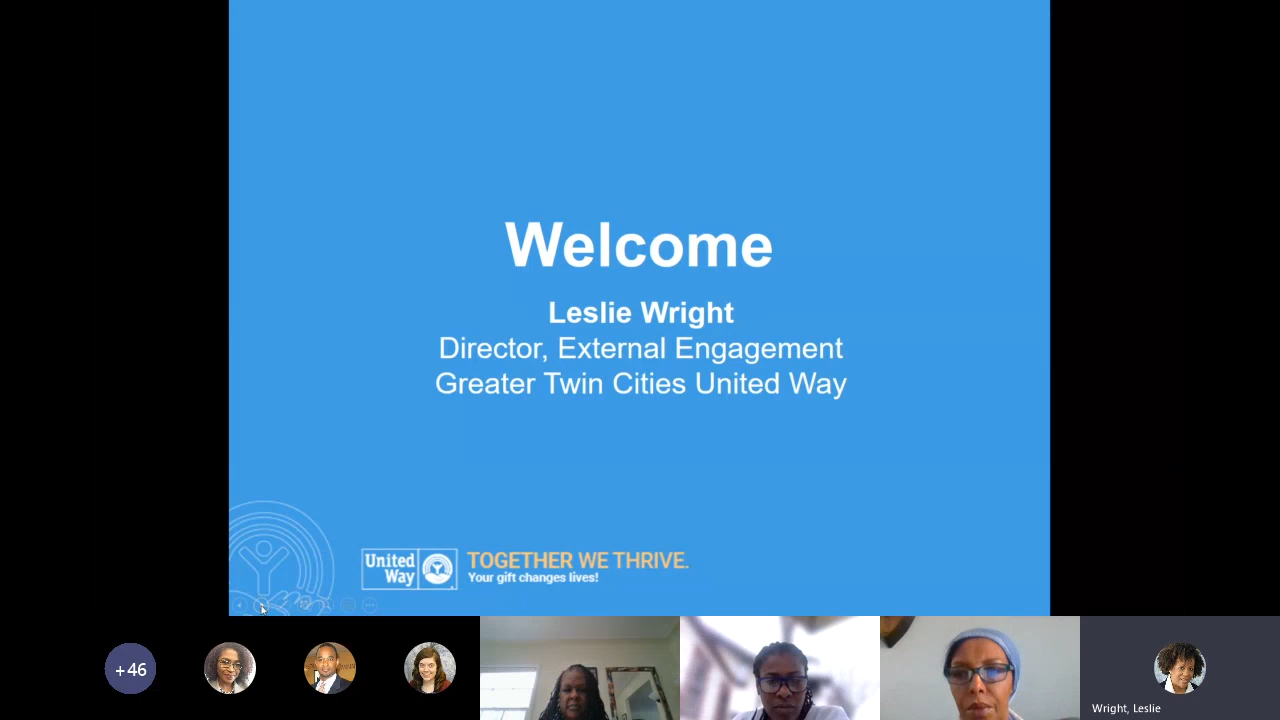 Welcome
Leslie Wright
Director, External Engagement
Greater Twin Cities United Way
United
Way
TOGETHER WE THRIVE.
Your gift changes lives!
+46
Wright, Leslie